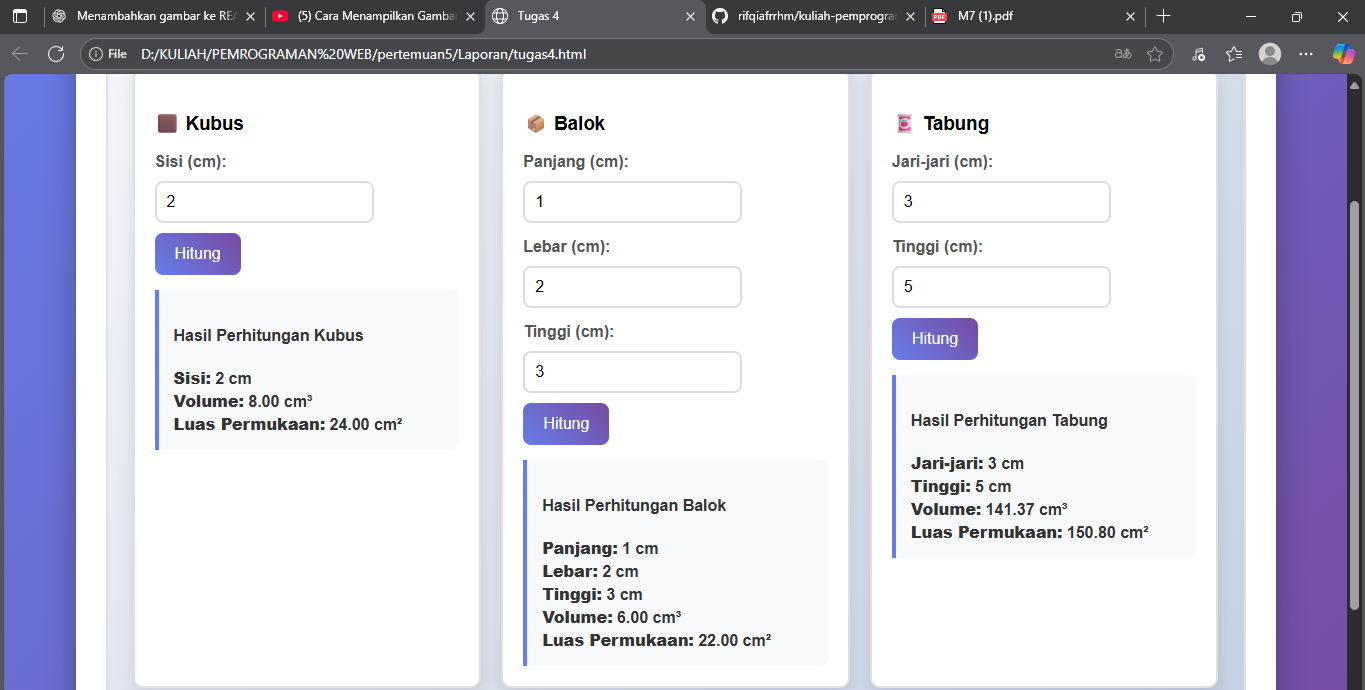 Menambahkan gambar ke REA
(5) Cara Menampilkan Gamba
Tugas 4
rifqiafrrhm/kuliah-pemprogra
M7 (1).pdf
File D:/KULIAH/PEMROGRAMAN%20WEB/pertemuan5/Laporan/tugas4.html
Kubus
Sisi (cm):
2
Hitung
Hasil Perhitungan Kubus
Sisi: 2 cm
Volume: 8.00 cm³
Luas Permukaan: 24.00 cm²
Balok
Panjang (cm):
1
Lebar (cm):
2
Tinggi (cm):
3
Hitung
Hasil Perhitungan Balok
Panjang: 1 cm
Lebar: 2 cm
Tinggi: 3 cm
Volume: 6.00 cm³
Luas Permukaan: 22.00 cm²
Tabung
Jari-jari (cm):
3
Tinggi (cm):
5
Hitung
Hasil Perhitungan Tabung
Jari-jari: 3 cm
Tinggi: 5 cm
Volume: 141.37 cm³
Luas Permukaan: 150.80 cm²